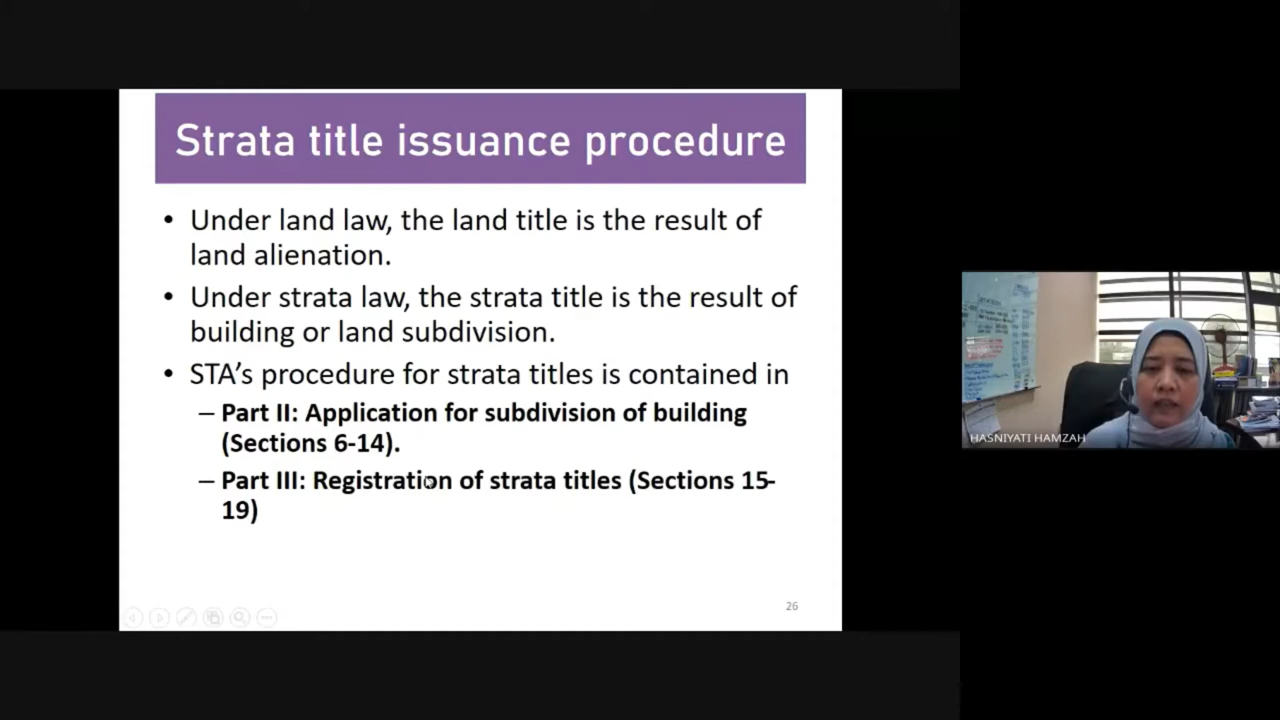 Strata title issuance procedure
• Under land law, the land title is the result of
land alienation.
• Under strata law, the strata title is the result of
building or land subdivision.
• STA’s procedure for strata titles is contained in
– Part II: Application for subdivision of building
(Sections 6-14).
– Part III: Registration of strata titles (Sections 15-
19)
26
HASNIYATI HAMZAH